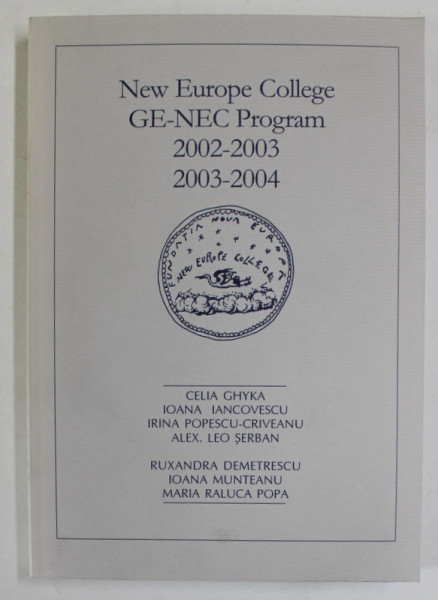 New Europe College
GE-NEC Program
2002-2003
2003-2004
FUNDAȚIA NOUA EUROPĂ
NEW EUROPE COLLEGE
CELIA GHYKA
IOANA IANCOVESCU
IRINA POPESCU-CRIVEANU
ALEX. LEO ȘERBAN
RUXANDRA DEMETRESCU
IOANA MUNTEANU
MARIA RALUCA POPA